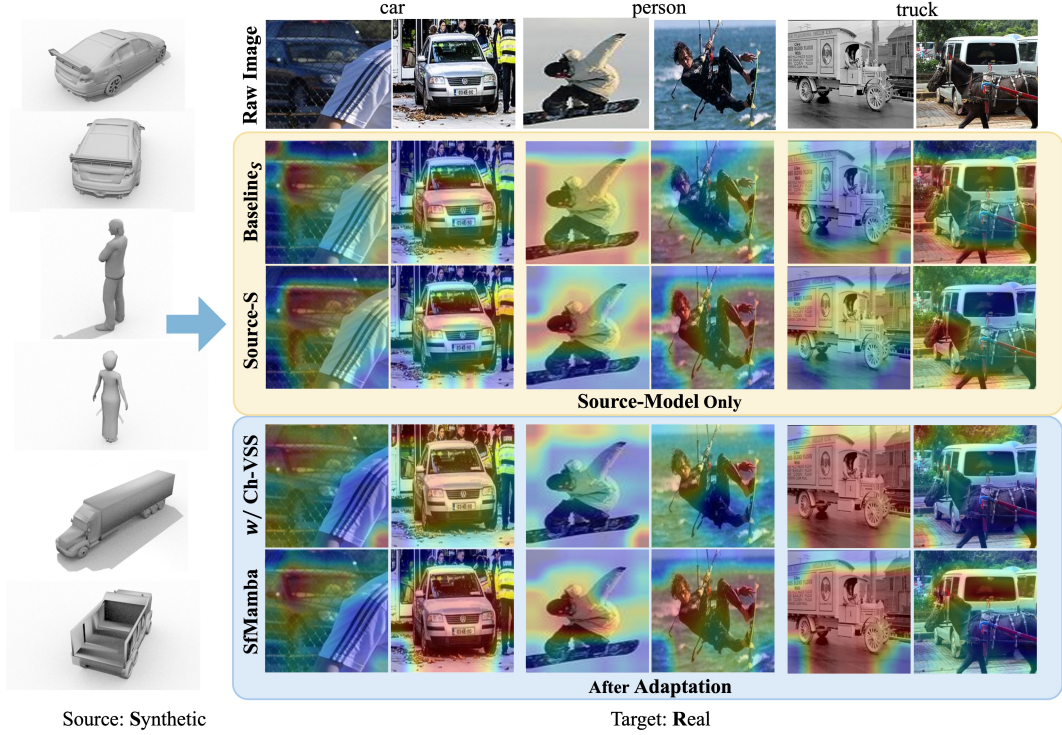 car person truck
Raw Image
Baseline_S
Source-S
Source-Model Only
w/ Ch-VSS
SfMamba
After Adaptation
Source: Synthetic Target: Real